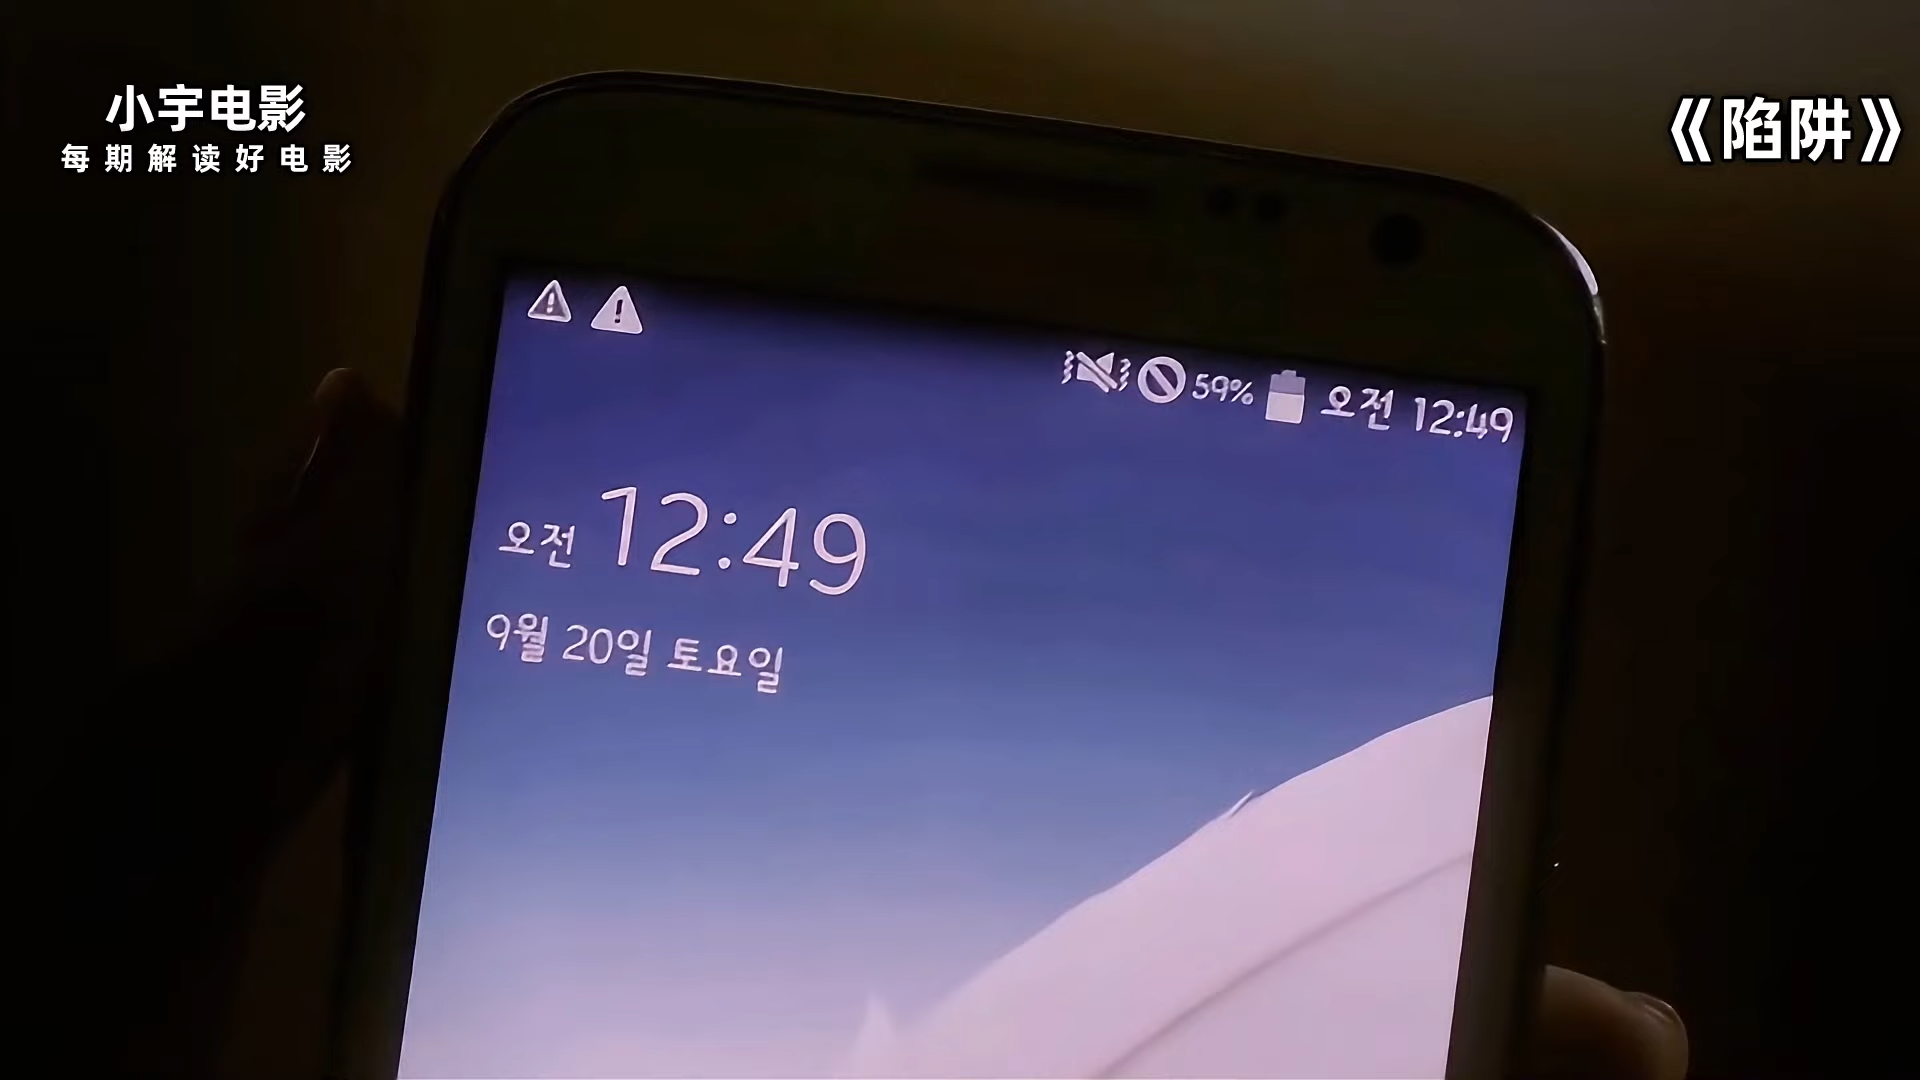 小宇电影
每期解读好电影
《陷阱》
59% 오전 12:49
오전 12:49
9월 20일 토요일